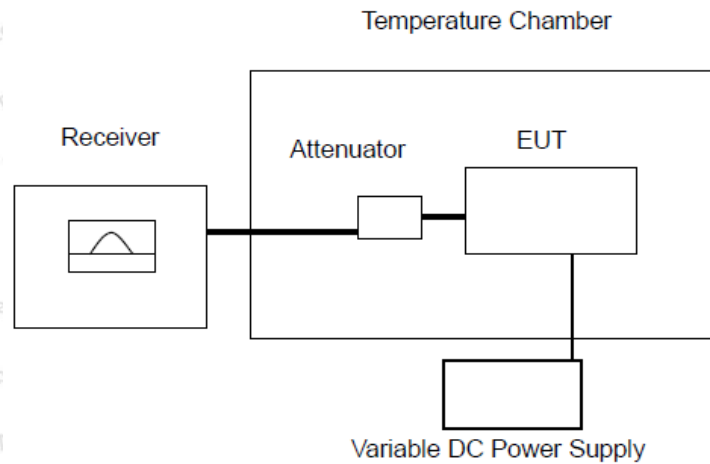 Temperature Chamber
Receiver
Attenuator
EUT
Variable DC Power Supply